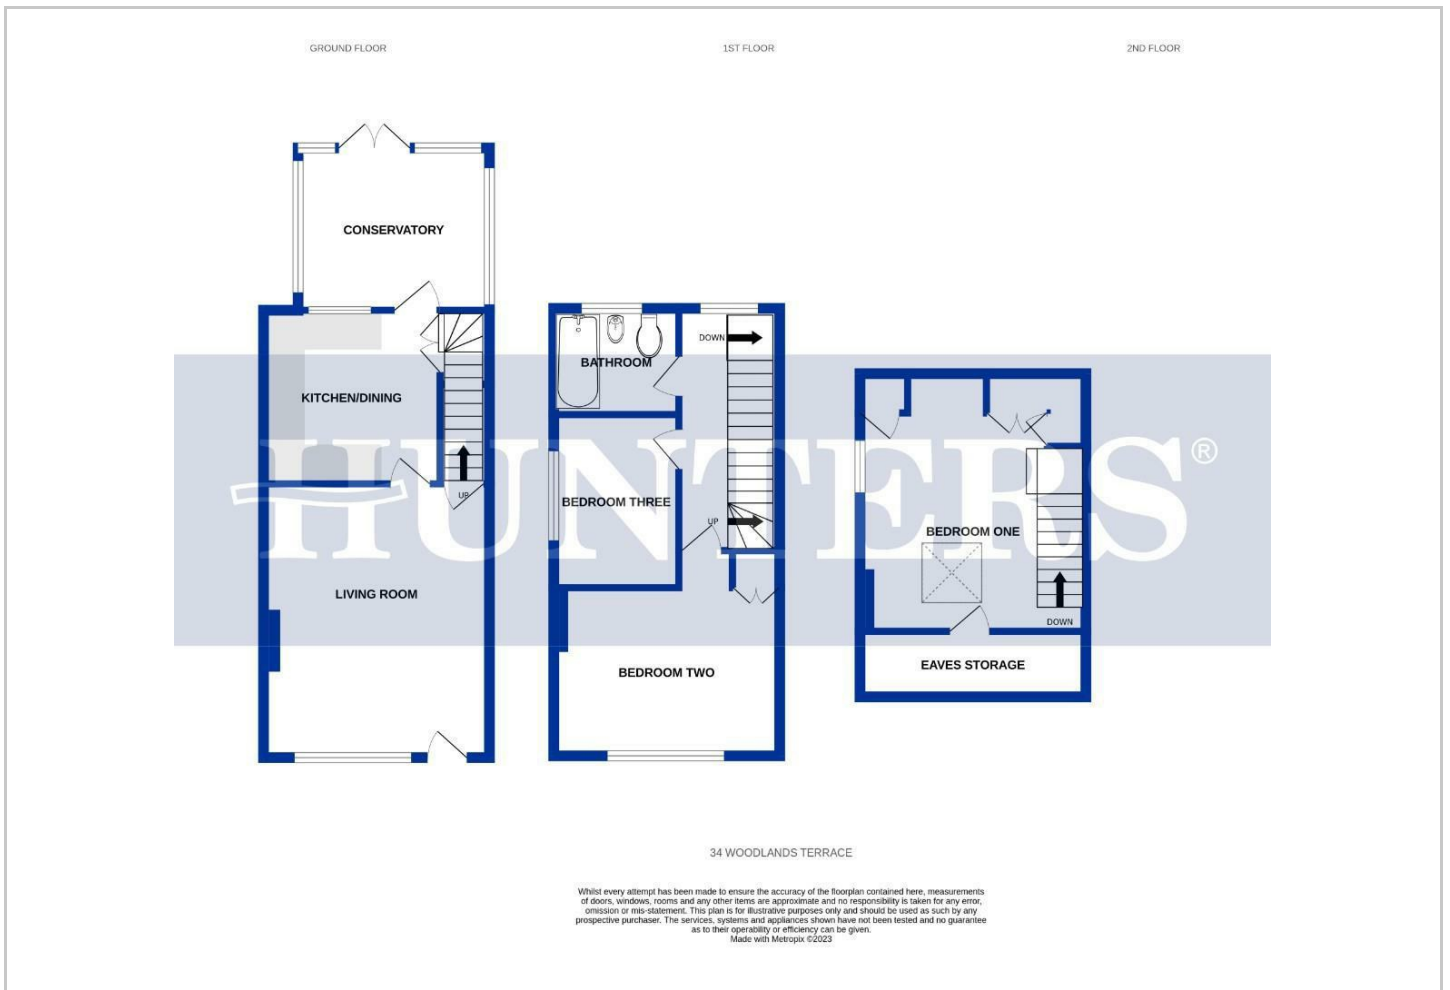 GROUND FLOOR
1ST FLOOR
2ND FLOOR
CONSERVATORY
KITCHEN/DINING
UP
LIVING ROOM
BATHROOM
DOWN
BEDROOM THREE
UP
BEDROOM TWO
BEDROOM ONE
DOWN
EAVES STORAGE
HUNTERS®
34 WOODLANDS TERRACE
Whilst every attempt has been made to ensure the accuracy of the floorplan contained here, measurements
of doors, windows, rooms and any other items are approximate and no responsibility is taken for any error,
omission or mis-statement. This plan is for illustrative purposes only and should be used as such by any
prospective purchaser. The services, systems and appliances shown have not been tested and no guarantee
as to their operability or efficiency can be given.
Made with Metropix ©2023